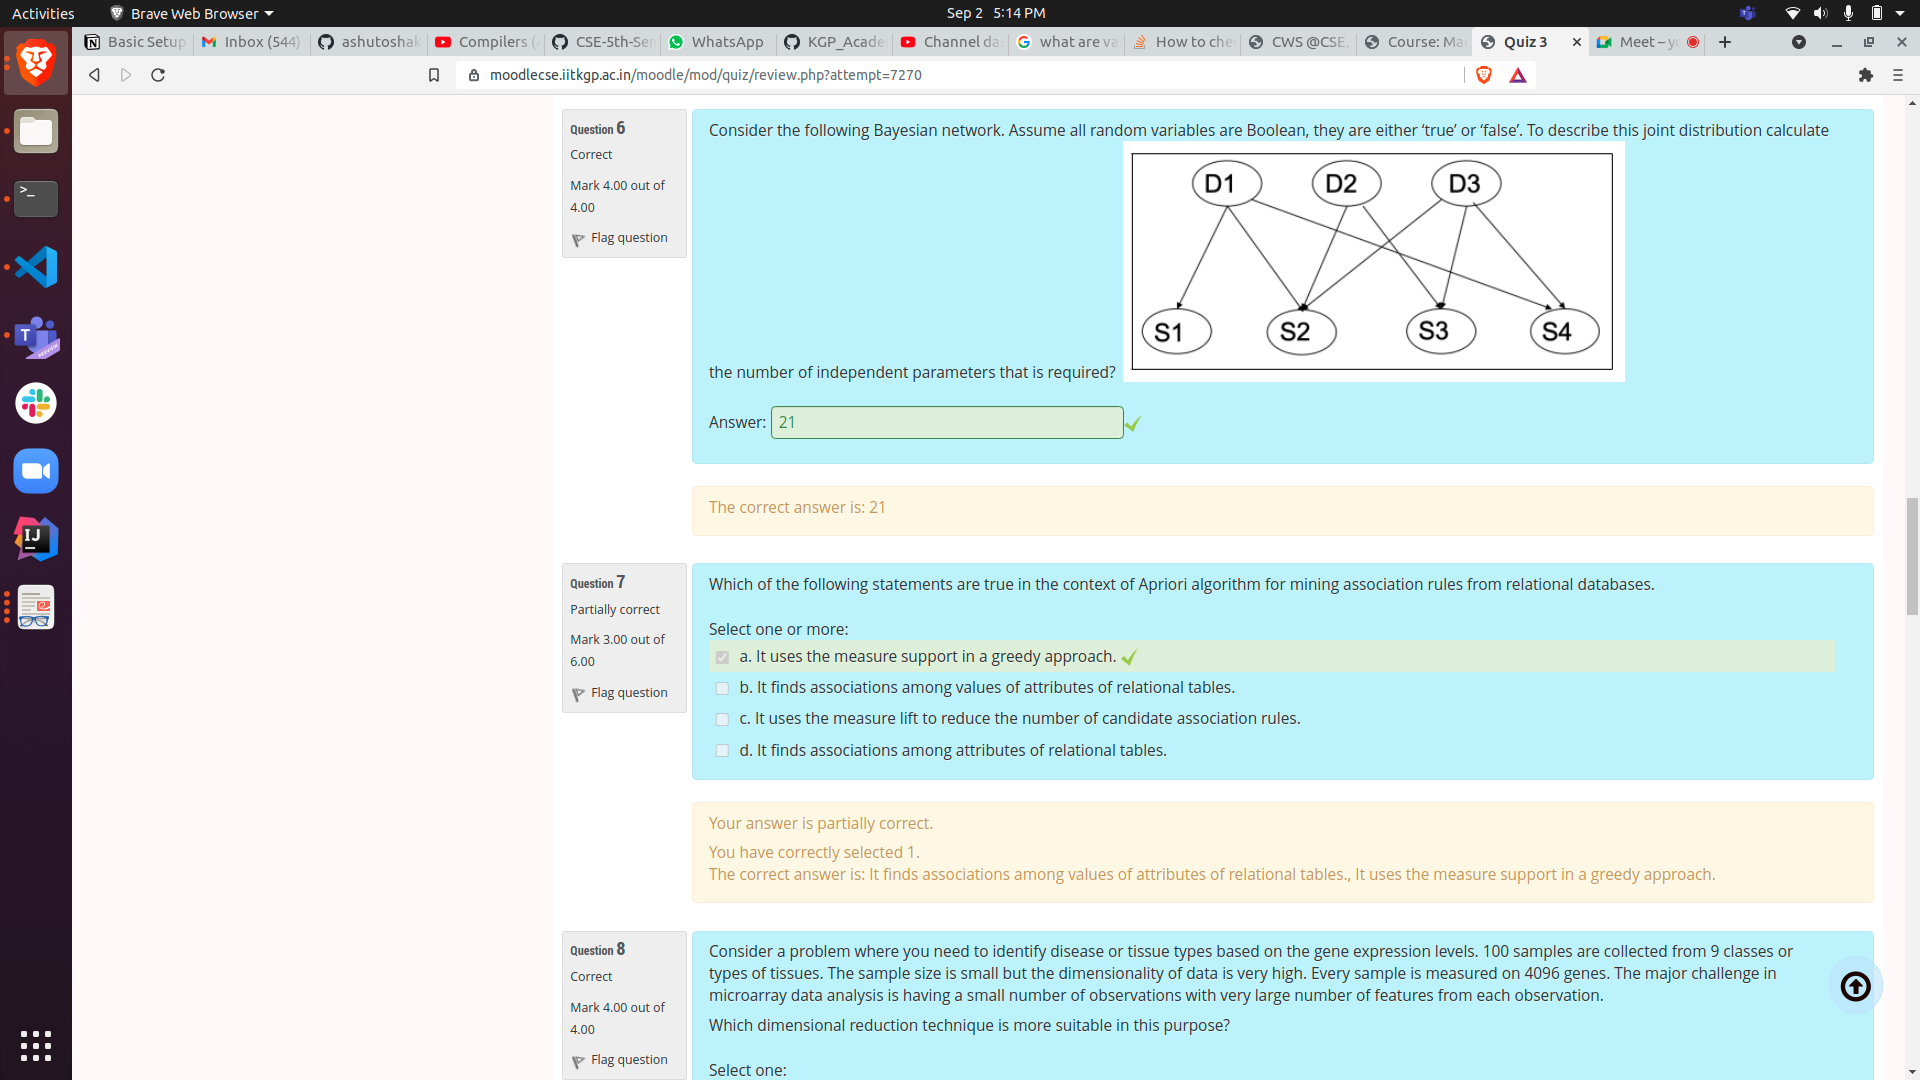 Activities
Brave Web Browser
Sep 2 5:14 PM
Basic Setup
Inbox (544)
ashutoshak
Compilers (
CSE-5th-Sem
WhatsApp
KGP_Acade
Channel da
what are va
How to che
CWS @CSE,
Course: Ma
Quiz 3
Meet – yo
moodlecse.iitkgp.ac.in/moodle/mod/quiz/review.php?attempt=7270
Question 6
Correct
Mark 4.00 out of
4.00
Flag question
Consider the following Bayesian network. Assume all random variables are Boolean, they are either ‘true’ or ‘false’. To describe this joint distribution calculate
D1 D2 D3
S1 S2 S3 S4
the number of independent parameters that is required?
Answer: 21
The correct answer is: 21
Question 7
Partially correct
Mark 3.00 out of
6.00
Flag question
Which of the following statements are true in the context of Apriori algorithm for mining association rules from relational databases.
Select one or more:
a. It uses the measure support in a greedy approach.
b. It finds associations among values of attributes of relational tables.
c. It uses the measure lift to reduce the number of candidate association rules.
d. It finds associations among attributes of relational tables.
Your answer is partially correct.
You have correctly selected 1.
The correct answer is: It finds associations among values of attributes of relational tables., It uses the measure support in a greedy approach.
Question 8
Correct
Mark 4.00 out of
4.00
Flag question
Consider a problem where you need to identify disease or tissue types based on the gene expression levels. 100 samples are collected from 9 classes or
types of tissues. The sample size is small but the dimensionality of data is very high. Every sample is measured on 4096 genes. The major challenge in
microarray data analysis is having a small number of observations with very large number of features from each observation.
Which dimensional reduction technique is more suitable in this purpose?
Select one: